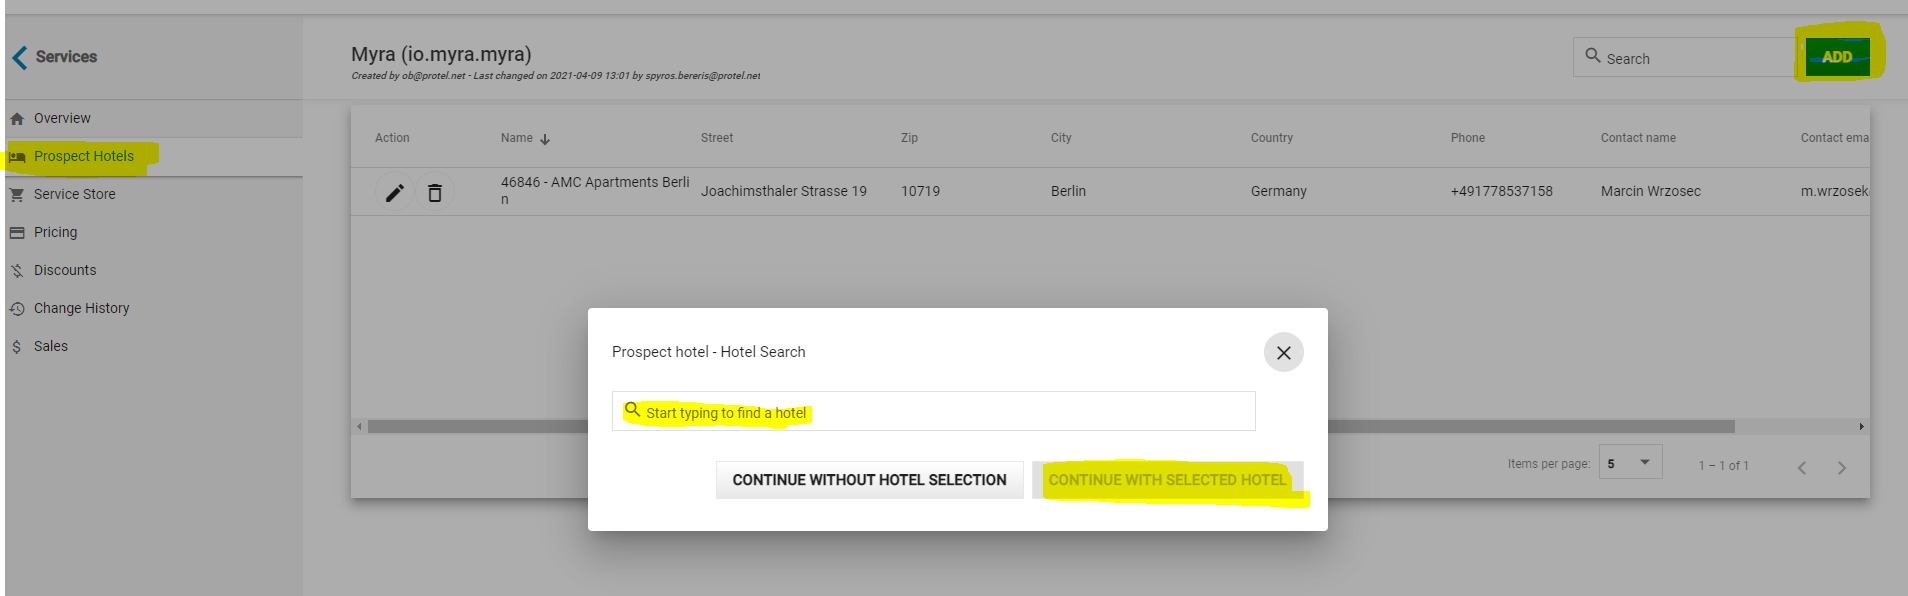 Services
Overview
Prospect Hotels
Service Store
Pricing
Discounts
Change History
Sales
Myra (io.myra.myra)
Created by ob@protel.net - Last changed on 2021-04-09 13:01 by spyros.bereris@protel.net
Search
ADD
Action Name Street Zip City Country Phone Contact name Contact ema
46846 - AMC Apartments Berli
n
Joachimsthaler Strasse 19 10719 Berlin Germany +491778537158 Marcin Wrzosec m.wrzosek
Prospect hotel - Hotel Search
Start typing to find a hotel
CONTINUE WITHOUT HOTEL SELECTION CONTINUE WITH SELECTED HOTEL
Items per page: 5 1 – 1 of 1